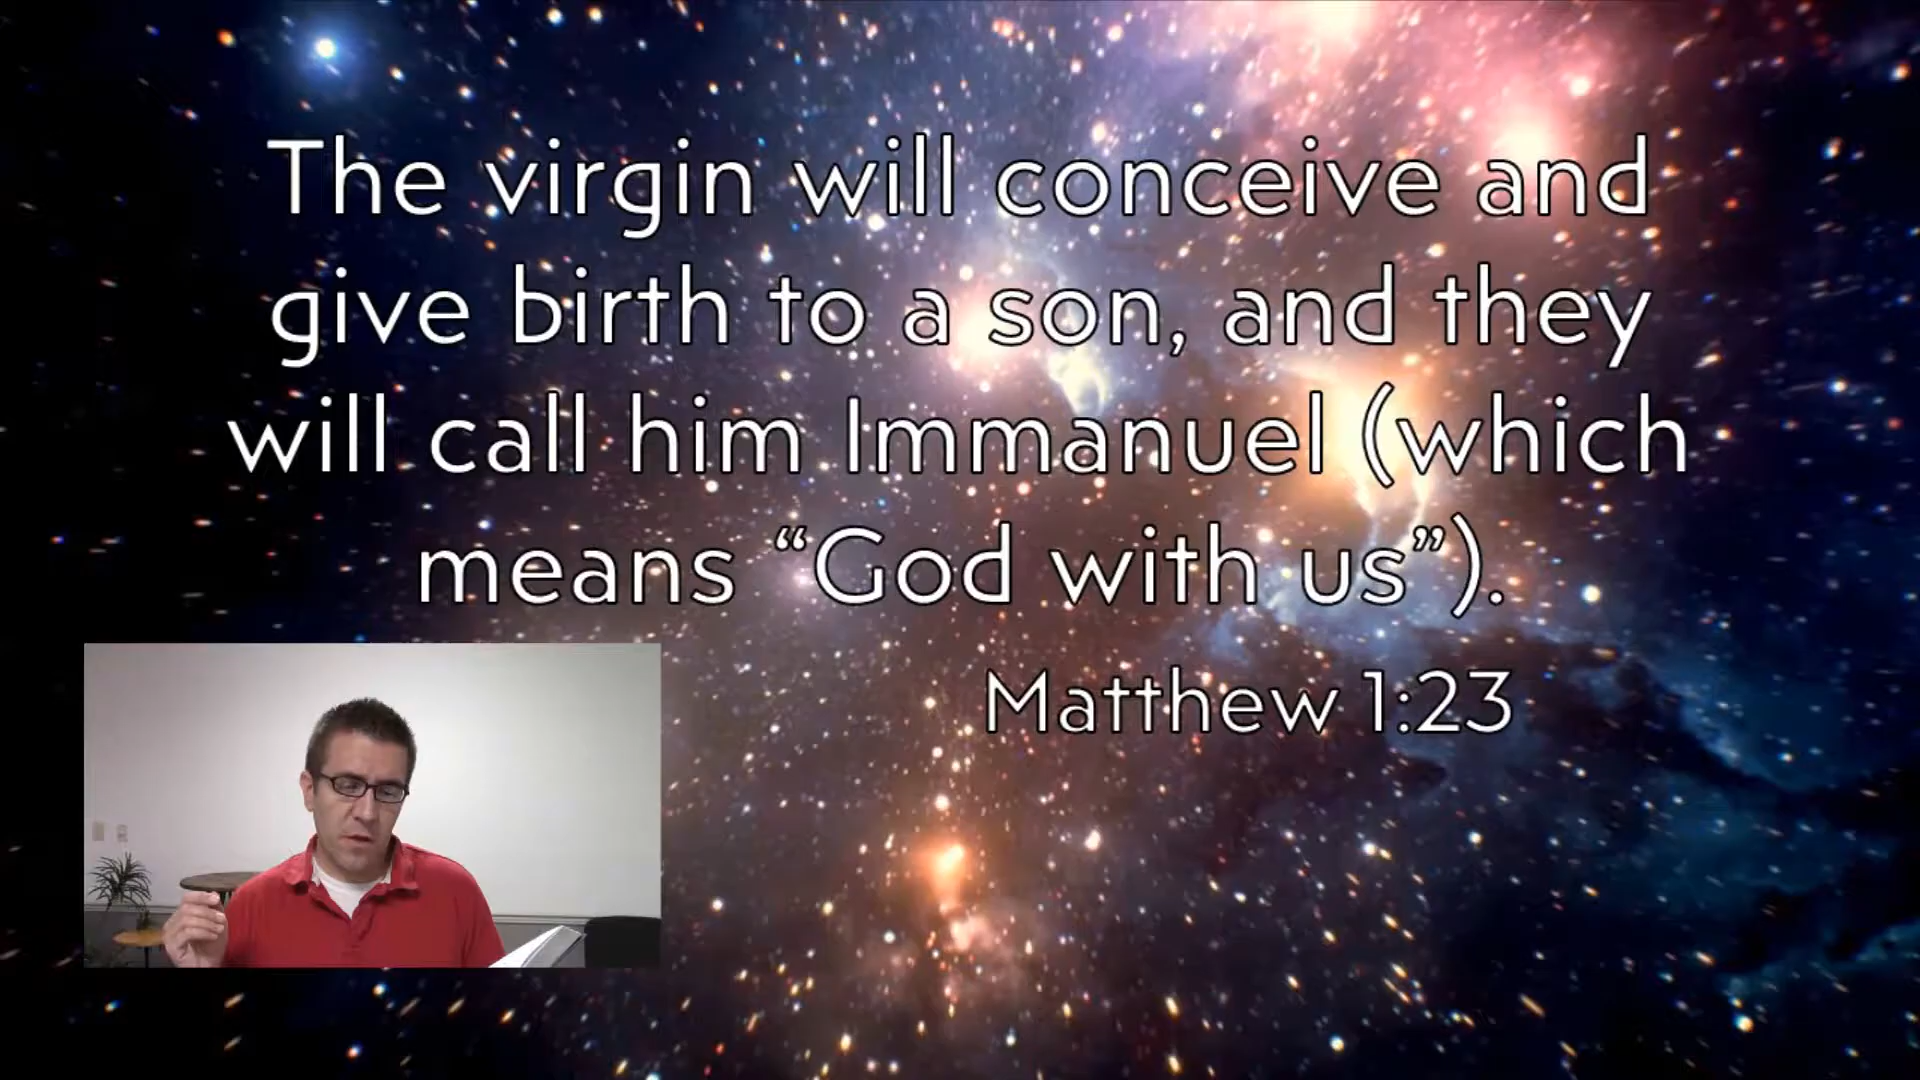 The virgin will conceive and
give birth to a son, and they
will call him Immanuel (which
means “God with us”).
Matthew 1:23